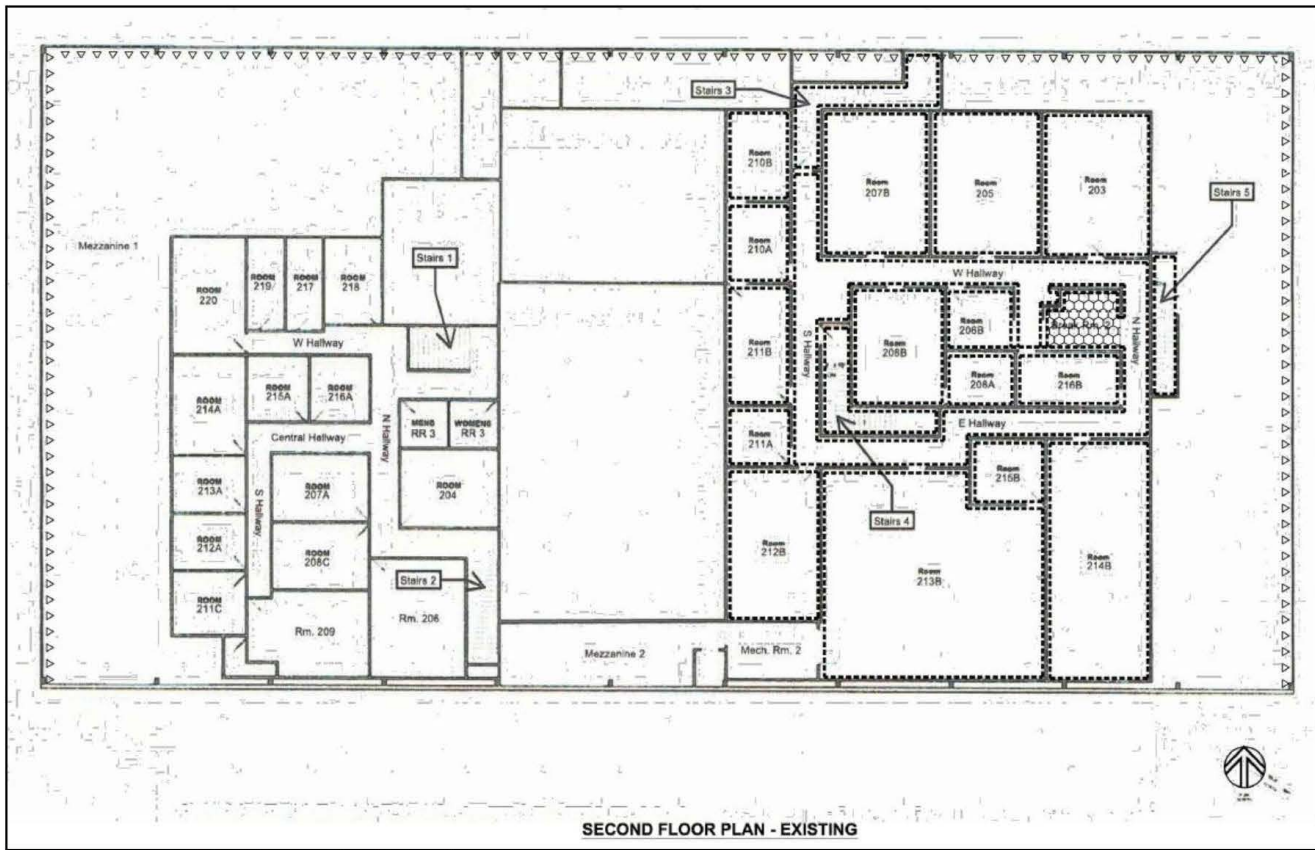 Stairs 3
Room
210B
Room
207B
Room
205
Room
203
Stairs 5
Mezzanine 1
Stairs 1
ROOM
220
ROOM
219
ROOM
217
ROOM
218
Room
210A
W Hallway
W Hallway
Room
211B
S Hallway
Room
208B
Room
206B
Break Rm. 2
N Hallway
ROOM
214A
ROOM
215A
ROOM
216A
Room
208A
Room
216B
MENS
RR 3
WOMENS
RR 3
Central Hallway
N Hallway
Room
211A
E Hallway
ROOM
213A
S Hallway
ROOM
207A
ROOM
204
Room
215B
Stairs 4
ROOM
212A
ROOM
208C
Room
212B
Room
213B
Room
214B
Stairs 2
ROOM
211C
Rm. 209
Rm. 206
Mezzanine 2
Mech. Rm. 2
SECOND FLOOR PLAN - EXISTING